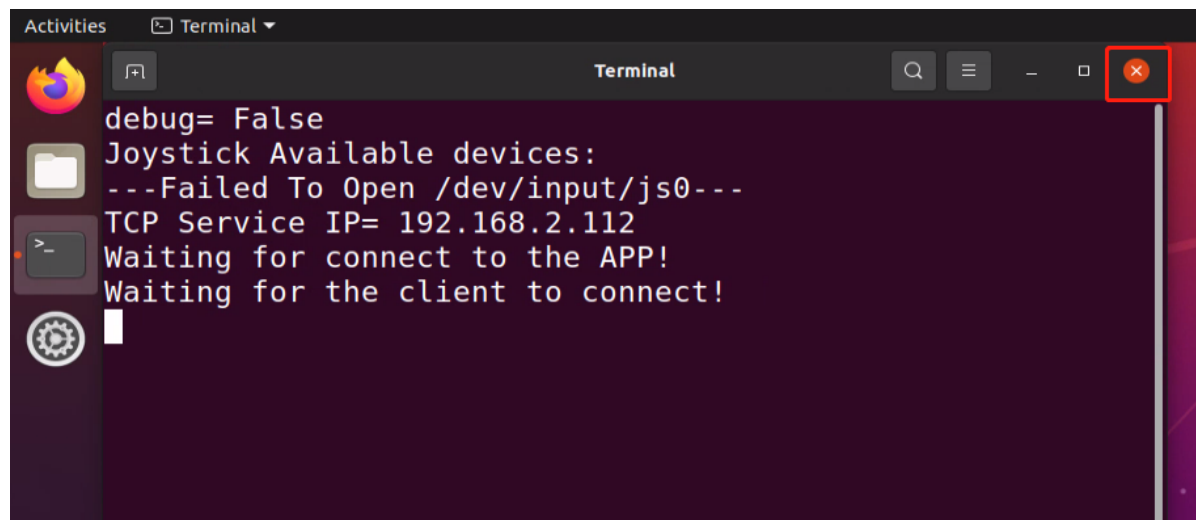 Activities Terminal
Terminal
debug= False
Joystick Available devices:
---Failed To Open /dev/input/js0---
TCP Service IP= 192.168.2.112
Waiting for connect to the APP!
Waiting for the client to connect!